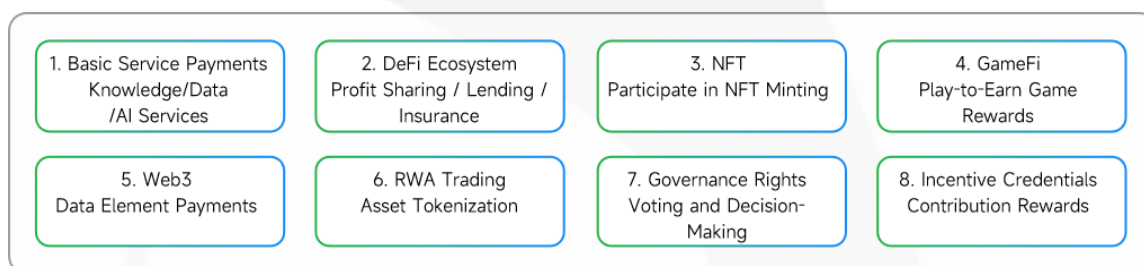 1. Basic Service Payments
Knowledge/Data
/AI Services
2. DeFi Ecosystem
Profit Sharing / Lending /
Insurance
3. NFT
Participate in NFT Minting
4. GameFi
Play-to-Earn Game
Rewards
5. Web3
Data Element Payments
6. RWA Trading
Asset Tokenization
7. Governance Rights
Voting and Decision-
Making
8. Incentive Credentials
Contribution Rewards